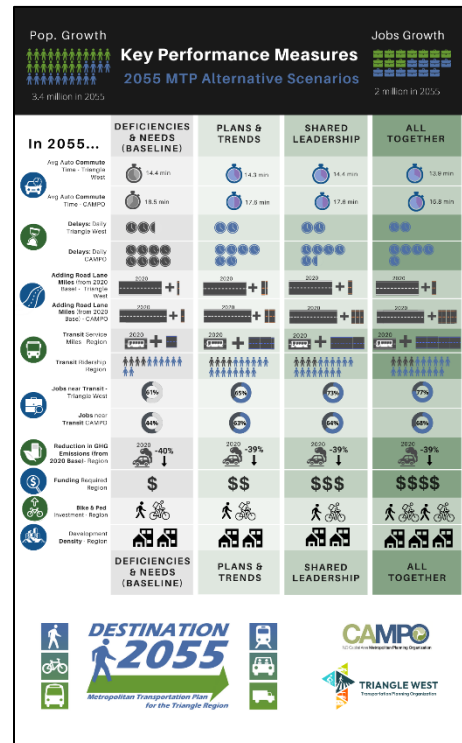 Pop. Growth
3.4 million in 2055
Key Performance Measures
2055 MTP Alternative Scenarios
Jobs Growth
2 million in 2055
In 2055...
DEFICIENCIES
& NEEDS
(BASELINE)
PLANS &
TRENDS
SHARED
LEADERSHIP
ALL
TOGETHER
Avg Auto Commute
Time - Triangle
West
14.4 min
14.3 min
14.4 min
13.9 min
Avg Auto Commute
Time - CAMPO
18.5 min
17.6 min
17.8 min
16.8 min
Delays: Daily
Triangle West
Delays: Daily
CAMPO
Adding Road Lane
Miles (from 2020
Base) - Triangle
West
2020
2020
2020
2020
Adding Road Lane
Miles (from 2020
Base) - CAMPO
Transit Service
Miles - Region
2020
2020
2020
2020
Transit Ridership
Region
Jobs near Transit -
Triangle West
61%
65%
73%
77%
Jobs near
Transit CAMPO
44%
63%
64%
68%
Reduction in GHG
Emissions (from
2020 Base)- Region
2020
-40%
2020
-39%
2020
-39%
2020
-39%
Funding Required
Region
$
$$
$$$
$$$$
Bike & Ped
Investment - Region
Development
Density - Region
DEFICIENCIES
& NEEDS
(BASELINE)
PLANS &
TRENDS
SHARED
LEADERSHIP
ALL
TOGETHER
DESTINATION
2055
Metropolitan Transportation Plan
for the Triangle Region
CAMPO
Metropolitan Planning Organization
TRIANGLE WEST
Transportation Planning Organization